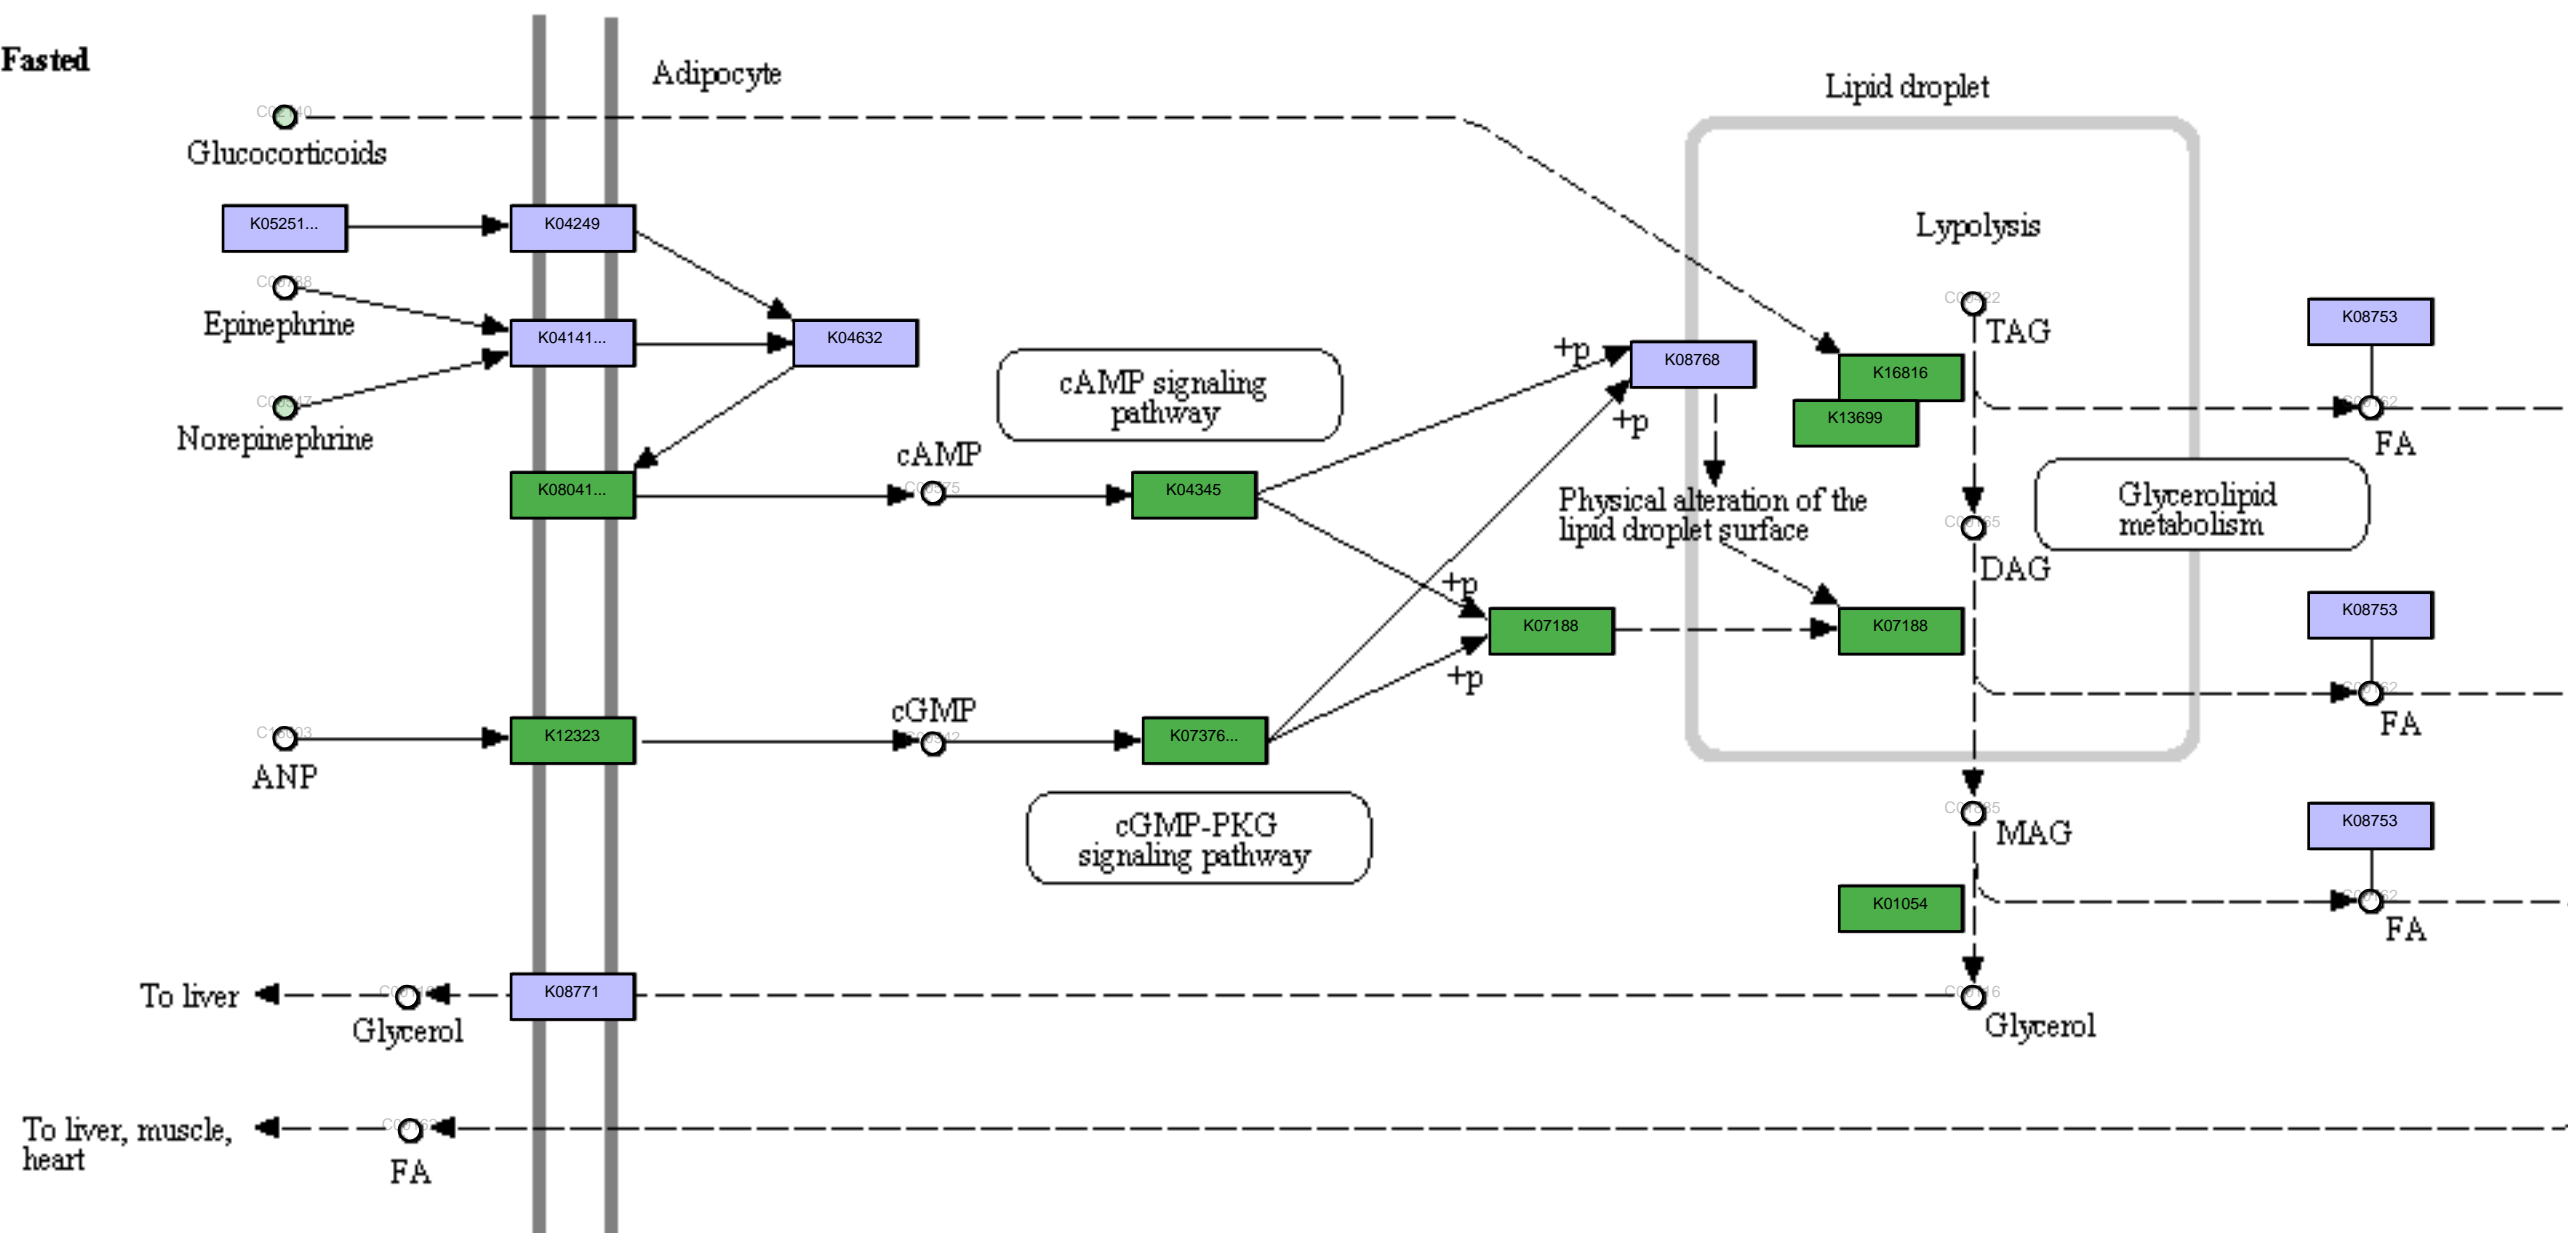 Fasted
Adipocyte
Lipid droplet
Glucocorticoids
K05251...
K04249
Lypolysis
Epinephrine
K04141...
K04632
TAG
K08753
+p
K08768
K16816
cAMP signaling
pathway
K13699
+p
Norepinephrine
FA
cAMP
K08041...
K04345
Physical alteration of the
lipid droplet surface
Glycerolipid
metabolism
DAG
+p
K08753
K07188
K07188
+p
cGMP
FA
K12323
K07376...
ANP
cGMP-PKG
signaling pathway
MAG
K08753
K01054
FA
To liver
K08771
Glycerol
Glycerol
To liver, muscle,
heart
FA